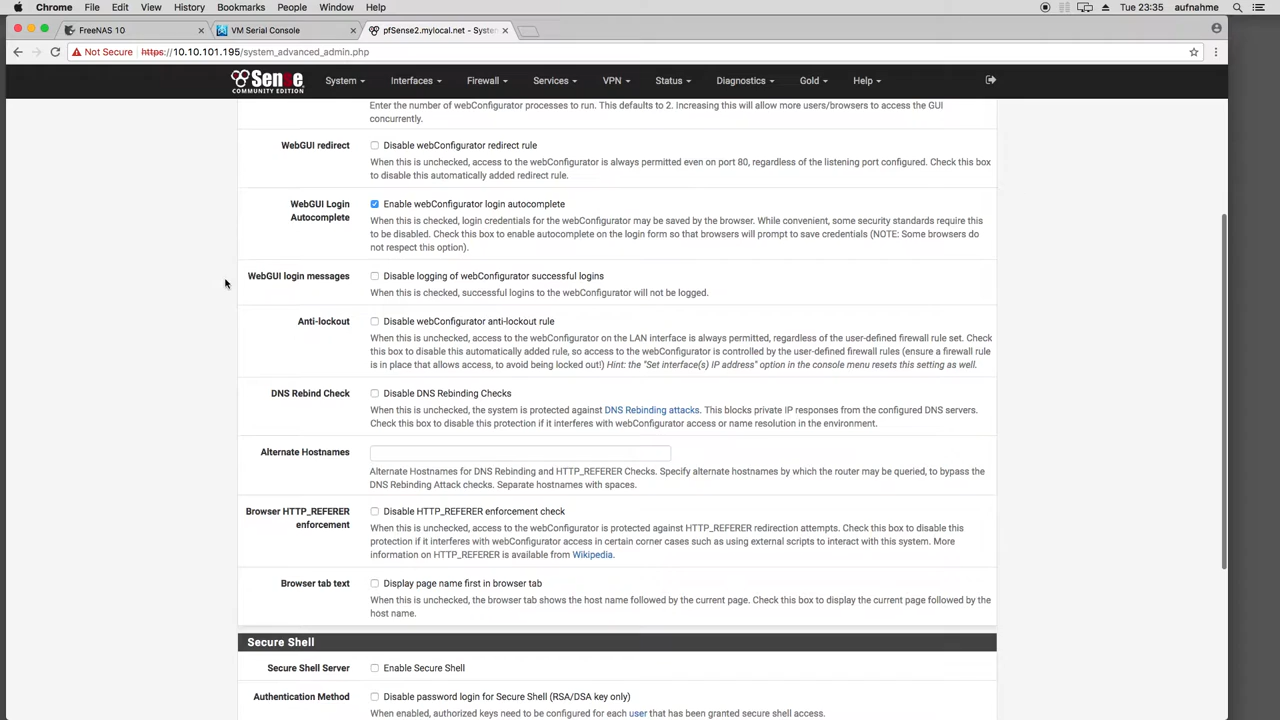 Chrome File Edit View History Bookmarks People Window Help Tue 23:35 aufnahme
FreeNAS 10 VM Serial Console pfSense2.mylocal.net - Syste
Not Secure https://10.10.101.195/system_advanced_admin.php
Sense COMMUNITY EDITION System Interfaces Firewall Services VPN Status Diagnostics Gold Help
Enter the number of webConfigurator processes to run. This defaults to 2. Increasing this will allow more users/browsers to access the GUI
concurrently.
WebGUI redirect Disable webConfigurator redirect rule
When this is unchecked, access to the webConfigurator is always permitted even on port 80, regardless of the listening port configured. Check this box
to disable this automatically added redirect rule.
WebGUI Login Autocomplete Enable webConfigurator login autocomplete
When this is checked, login credentials for the webConfigurator may be saved by the browser. While convenient, some security standards require this
to be disabled. Check this box to enable autocomplete on the login form so that browsers will prompt to save credentials (NOTE: Some browsers do
not respect this option).
WebGUI login messages Disable logging of webConfigurator successful logins
When this is checked, successful logins to the webConfigurator will not be logged.
Anti-lockout Disable webConfigurator anti-lockout rule
When this is unchecked, access to the webConfigurator on the LAN interface is always permitted, regardless of the user-defined firewall rule set. Check
this box to disable this automatically added rule, so access to the webConfigurator is controlled by the user-defined firewall rules (ensure a firewall rule
is in place that allows access, to avoid being locked out!) Hint: the "Set interface(s) IP address" option in the console menu resets this setting as well.
DNS Rebind Check Disable DNS Rebinding Checks
When this is unchecked, the system is protected against DNS Rebinding attacks. This blocks private IP responses from the configured DNS servers.
Check this box to disable this protection if it interferes with webConfigurator access or name resolution in the environment.
Alternate Hostnames
Alternate Hostnames for DNS Rebinding and HTTP_REFERER Checks. Specify alternate hostnames by which the router may be queried, to bypass the
DNS Rebinding Attack checks. Separate hostnames with spaces.
Browser HTTP_REFERER enforcement Disable HTTP_REFERER enforcement check
When this is unchecked, access to the webConfigurator is protected against HTTP_REFERER redirection attempts. Check this box to disable this
protection if it interferes with webConfigurator access in certain corner cases such as using external scripts to interact with this system. More
information on HTTP_REFERER is available from Wikipedia.
Browser tab text Display page name first in browser tab
When this is unchecked, the browser tab shows the host name followed by the current page. Check this box to display the current page followed by the
host name.
Secure Shell
Secure Shell Server Enable Secure Shell
Authentication Method Disable password login for Secure Shell (RSA/DSA key only)
When enabled, authorized keys need to be configured for each user that has been granted secure shell access.